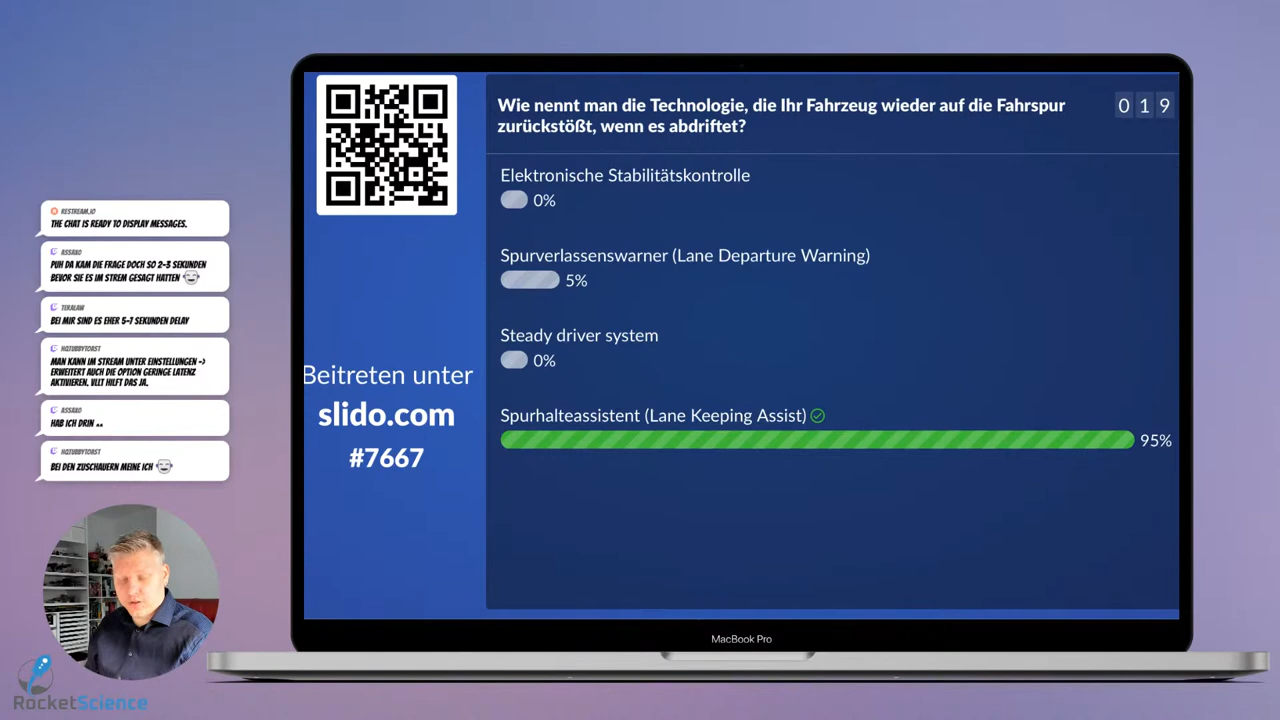 RESTREAM.IO
THE CHAT IS READY TO DISPLAY MESSAGES.
ASSAXO
PUH DA KAM DIE FRAGE DOCH SO 2-3 SEKUNDEN
BEVOR SIE ES IM STREM GESAGT HATTEN
TERALAW
BEI MIR SIND ES EHER 5-7 SEKUNDEN DELAY
HQTUBBYTOAST
MAN KANN IM STREAM UNTER EINSTELLUNGEN ->
ERWEITERT AUCH DIE OPTION GERINGE LATENZ
AKTIVIEREN. VLLT HILFT DAS JA.
ASSAXO
HAB ICH DRIN ^^
HQTUBBYTOAST
BEI DEN ZUSCHAUERN MEINE ICH
RocketScience
Beitreten unter
slido.com
#7667
Wie nennt man die Technologie, die Ihr Fahrzeug wieder auf die Fahrspur
zurückstößt, wenn es abdriftet?
019
Elektronische Stabilitätskontrolle
0%
Spurverlassenswarner (Lane Departure Warning)
5%
Steady driver system
0%
Spurhalteassistent (Lane Keeping Assist)
95%
MacBook Pro